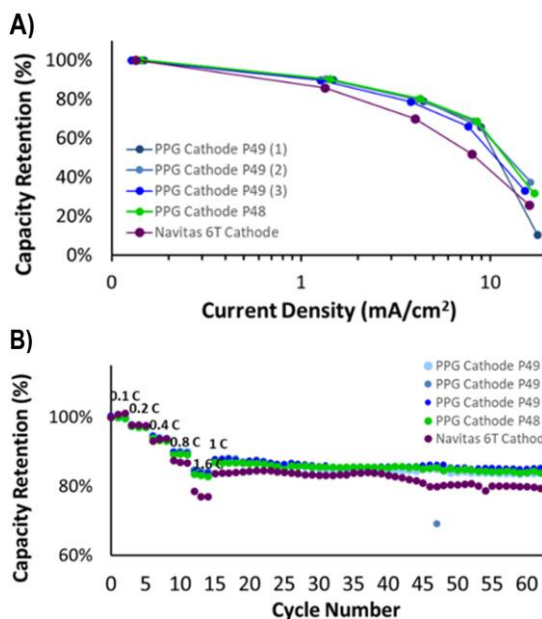 A)
Capacity Retention (%)
100%
80%
60%
40%
20%
0%
PPG Cathode P49 (1)
PPG Cathode P49 (2)
PPG Cathode P49 (3)
PPG Cathode P48
Navitas 6T Cathode
0
1
10
Current Density (mA/cm²)
B)
Capacity Retention (%)
100%
80%
60%
0.1 C
0.2 C
0.4 C
0.8 C
1.6 C
1 C
PPG Cathode P49
PPG Cathode P49
PPG Cathode P49
PPG Cathode P48
Navitas 6T Cathod
0 5 10 15 20 25 30 35 40 45 50 55 60
Cycle Number